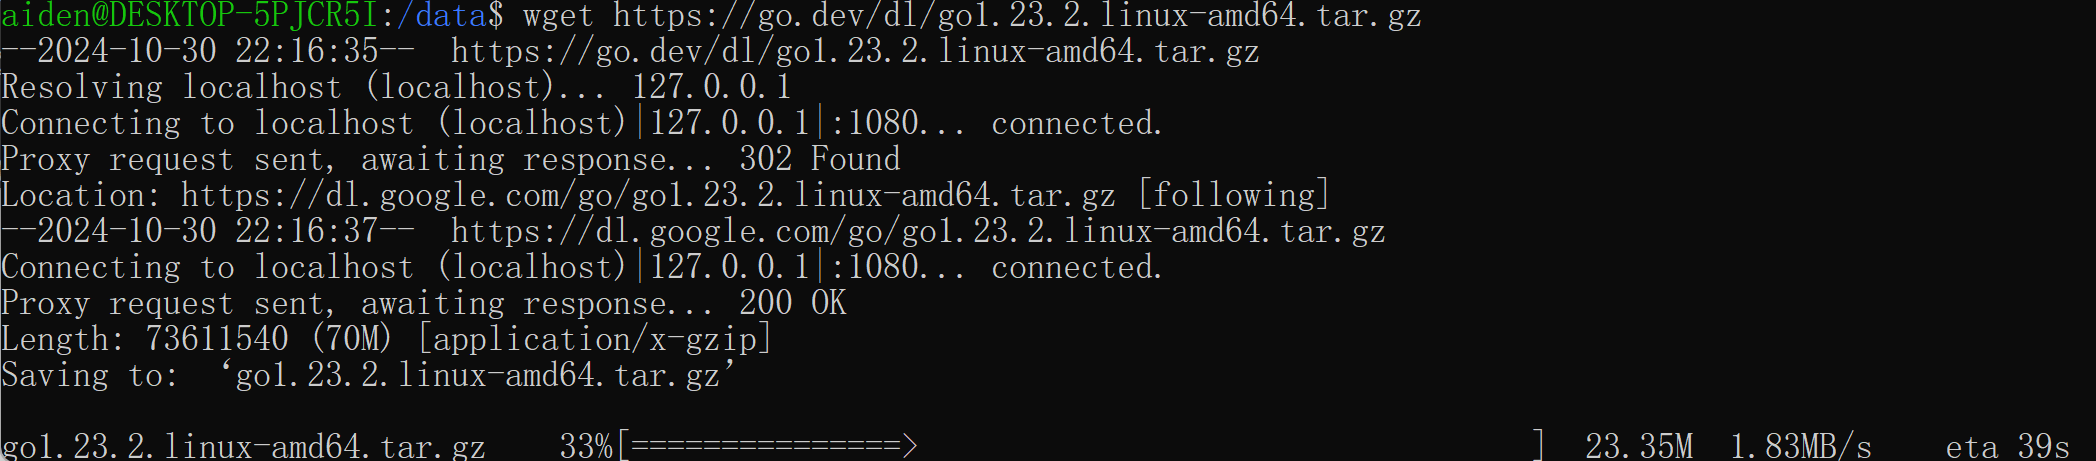 aiden@DESKTOP-5PJCR5I:/data$ wget https://go.dev/dl/go1.23.2.linux-amd64.tar.gz
--2024-10-30 22:16:35--  https://go.dev/dl/go1.23.2.linux-amd64.tar.gz
Resolving localhost (localhost)... 127.0.0.1
Connecting to localhost (localhost)|127.0.0.1|:1080... connected.
Proxy request sent, awaiting response... 302 Found
Location: https://dl.google.com/go/go1.23.2.linux-amd64.tar.gz [following]
--2024-10-30 22:16:37--  https://dl.google.com/go/go1.23.2.linux-amd64.tar.gz
Connecting to localhost (localhost)|127.0.0.1|:1080... connected.
Proxy request sent, awaiting response... 200 OK
Length: 73611540 (70M) [application/x-gzip]
Saving to: ‘go1.23.2.linux-amd64.tar.gz’
go1.23.2.linux-amd64.tar.gz    33%[===============>                                  ]  23.35M  1.83MB/s    eta 39s